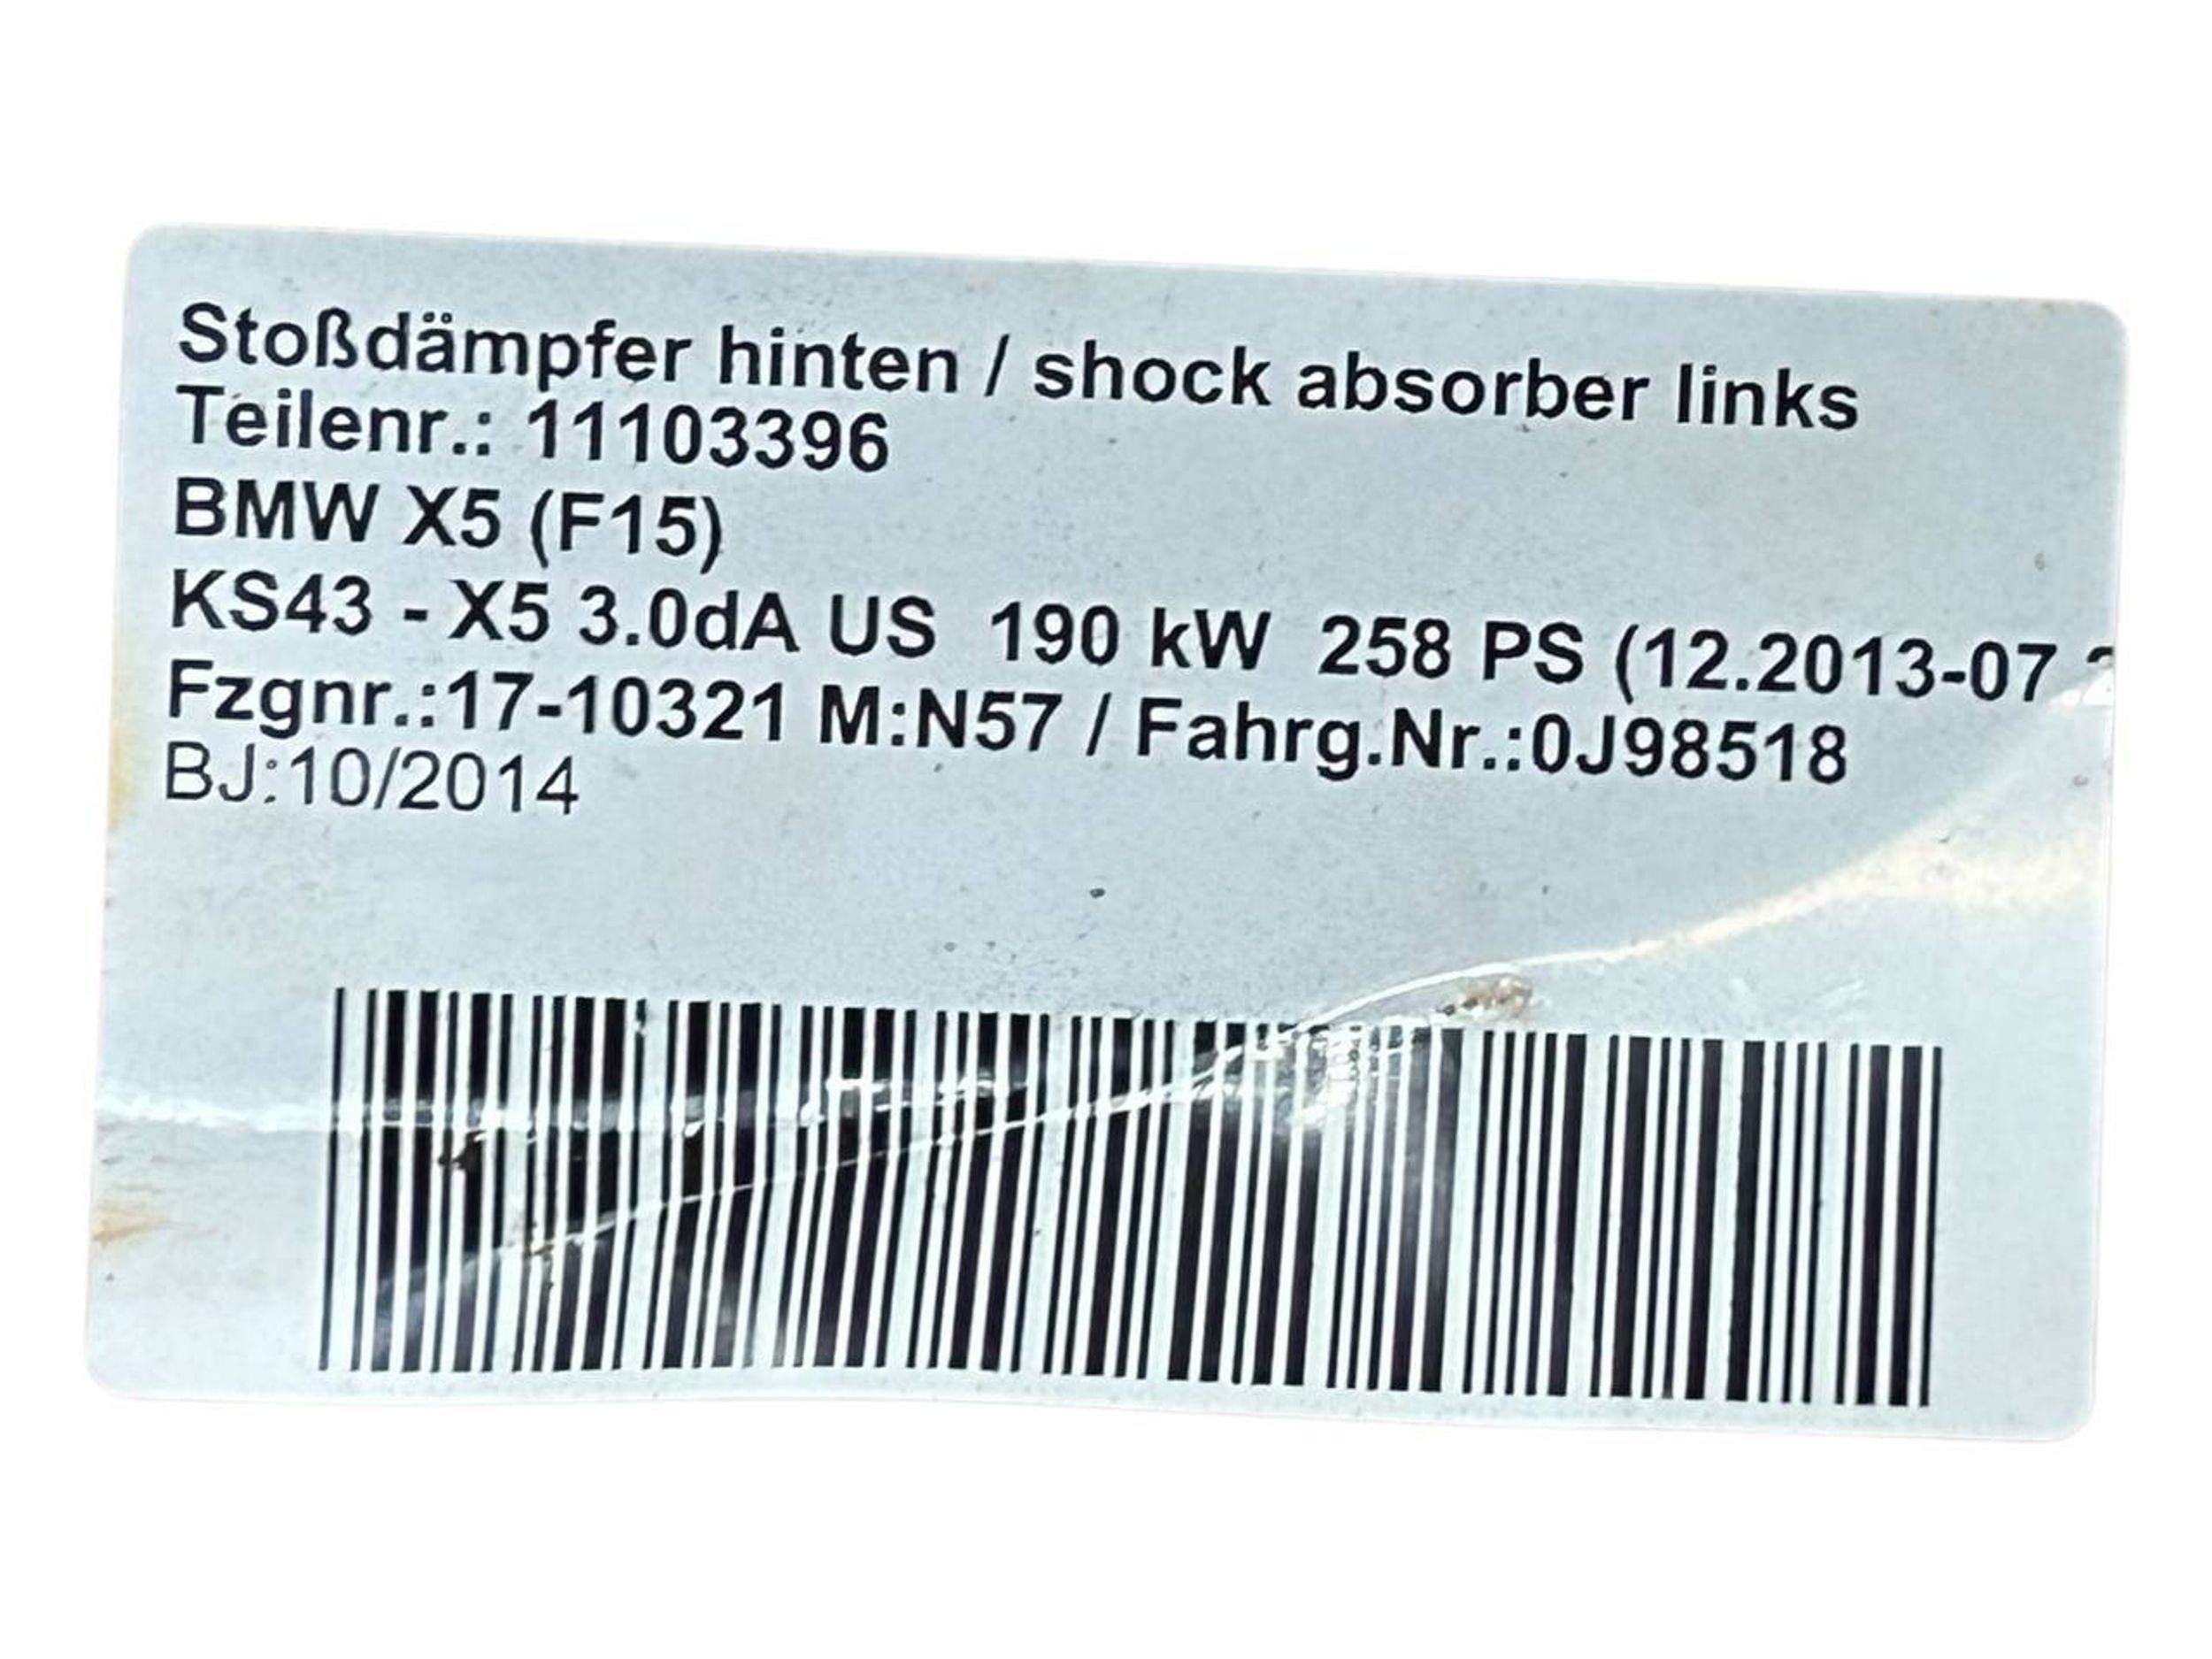 Stoßdämpfer hinten / shock absorber links
Teilenr.: 11103396
BMW X5 (F15)
KS43 - X5 3.0dA US 190 kW 258 PS (12.2013-07
Fzgnr.:17-10321 M:N57 / Fahrg.Nr.:0J98518
BJ:10/2014